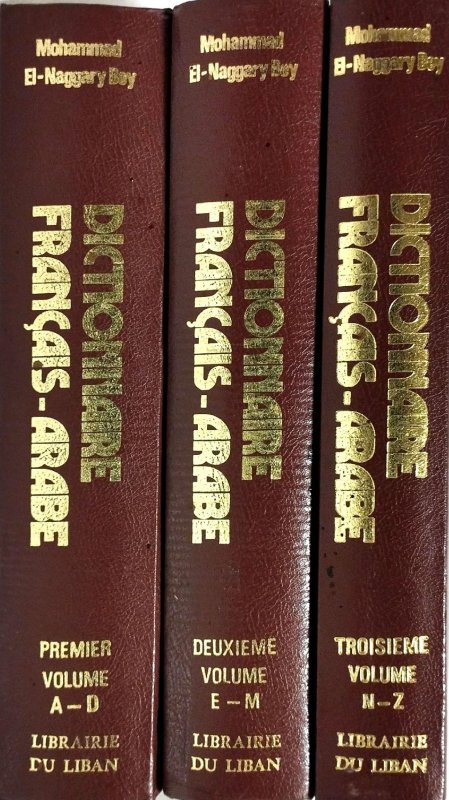 Mohammad
El-Naggary Bey
DICTIONNAIRE
FRANÇAIS-ARABE
PREMIER
VOLUME
A-D
LIBRAIRIE
DU LIBAN
Mohammad
El-Naggary Bey
DICTIONNAIRE
FRANÇAIS-ARABE
DEUXIEME
VOLUME
E-M
LIBRAIRIE
DU LIBAN
Mohammad
El-Naggary Bey
DICTIONNAIRE
FRANÇAIS-ARABE
TROISIEME
VOLUME
N-Z
LIBRAIRIE
DU LIBAN